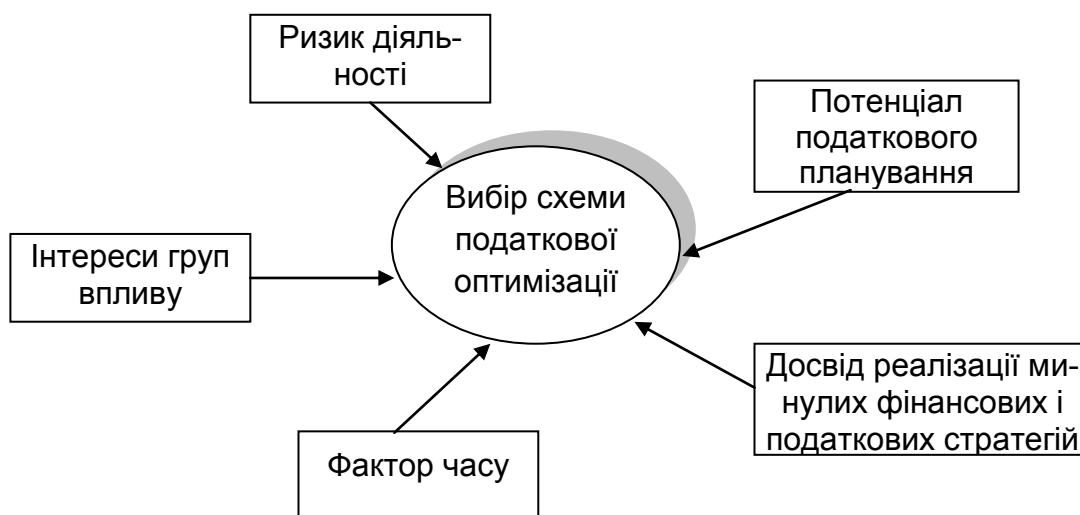 Ризик діяль-
ності
Потенціал
податкового
планування
Вибір схеми
податкової
оптимізації
Інтереси груп
впливу
Досвід реалізації ми-
нулих фінансових і
податкових стратегій
Фактор часу